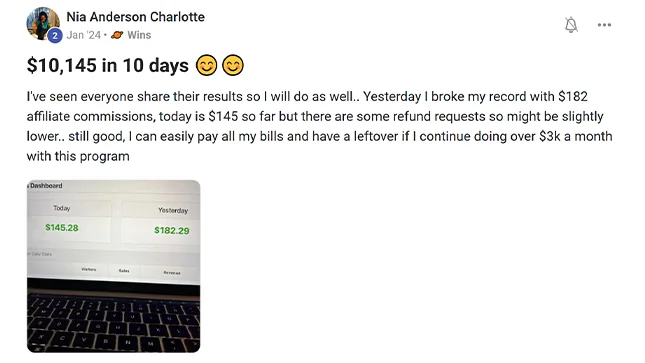 Nia Anderson Charlotte
2 Jan '24 • Wins
$10,145 in 10 days 😊😊
I've seen everyone share their results so I will do as well.. Yesterday I broke my record with $182
affiliate commissions, today is $145 so far but there are some refund requests so might be slightly
lower.. still good, I can easily pay all my bills and have a leftover if I continue doing over $3k a month
with this program
Dashboard
Today Yesterday
$145.28 $182.29
Visitors Sales Revenue